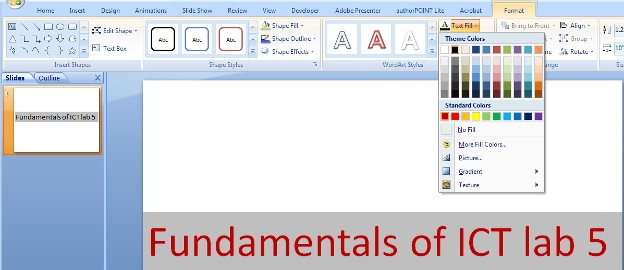 Home Insert Design Animations Slide Show Review View Developer Adobe Presenter authorPOINT Lite Acrobat Format
Edit Shape
Text Box
Insert Shapes
Abc Abc Abc
Shape Fill
Shape Outline
Shape Effects
Shape Styles
A A A
WordArt Styles
Text Fill
Bring to Front
Align
Rotate
1.2
10"
Theme Colors
Standard Colors
No Fill
More Fill Colors...
Picture...
Gradient
Texture
Slides Outline
1
Fundamentals of ICT lab 5
Fundamentals of ICT lab 5